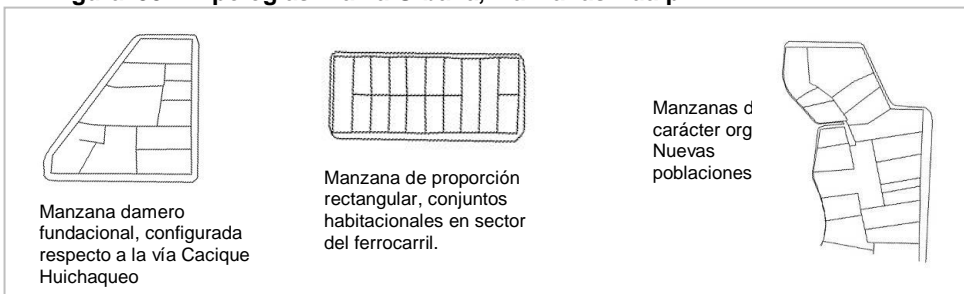 Manzana damero
fundacional, configurada
respecto a la vía Cacique
Huichaqueo
Manzana de proporción
rectangular, conjuntos
habitacionales en sector
del ferrocarril.
Manzanas d
carácter org
Nuevas
poblaciones